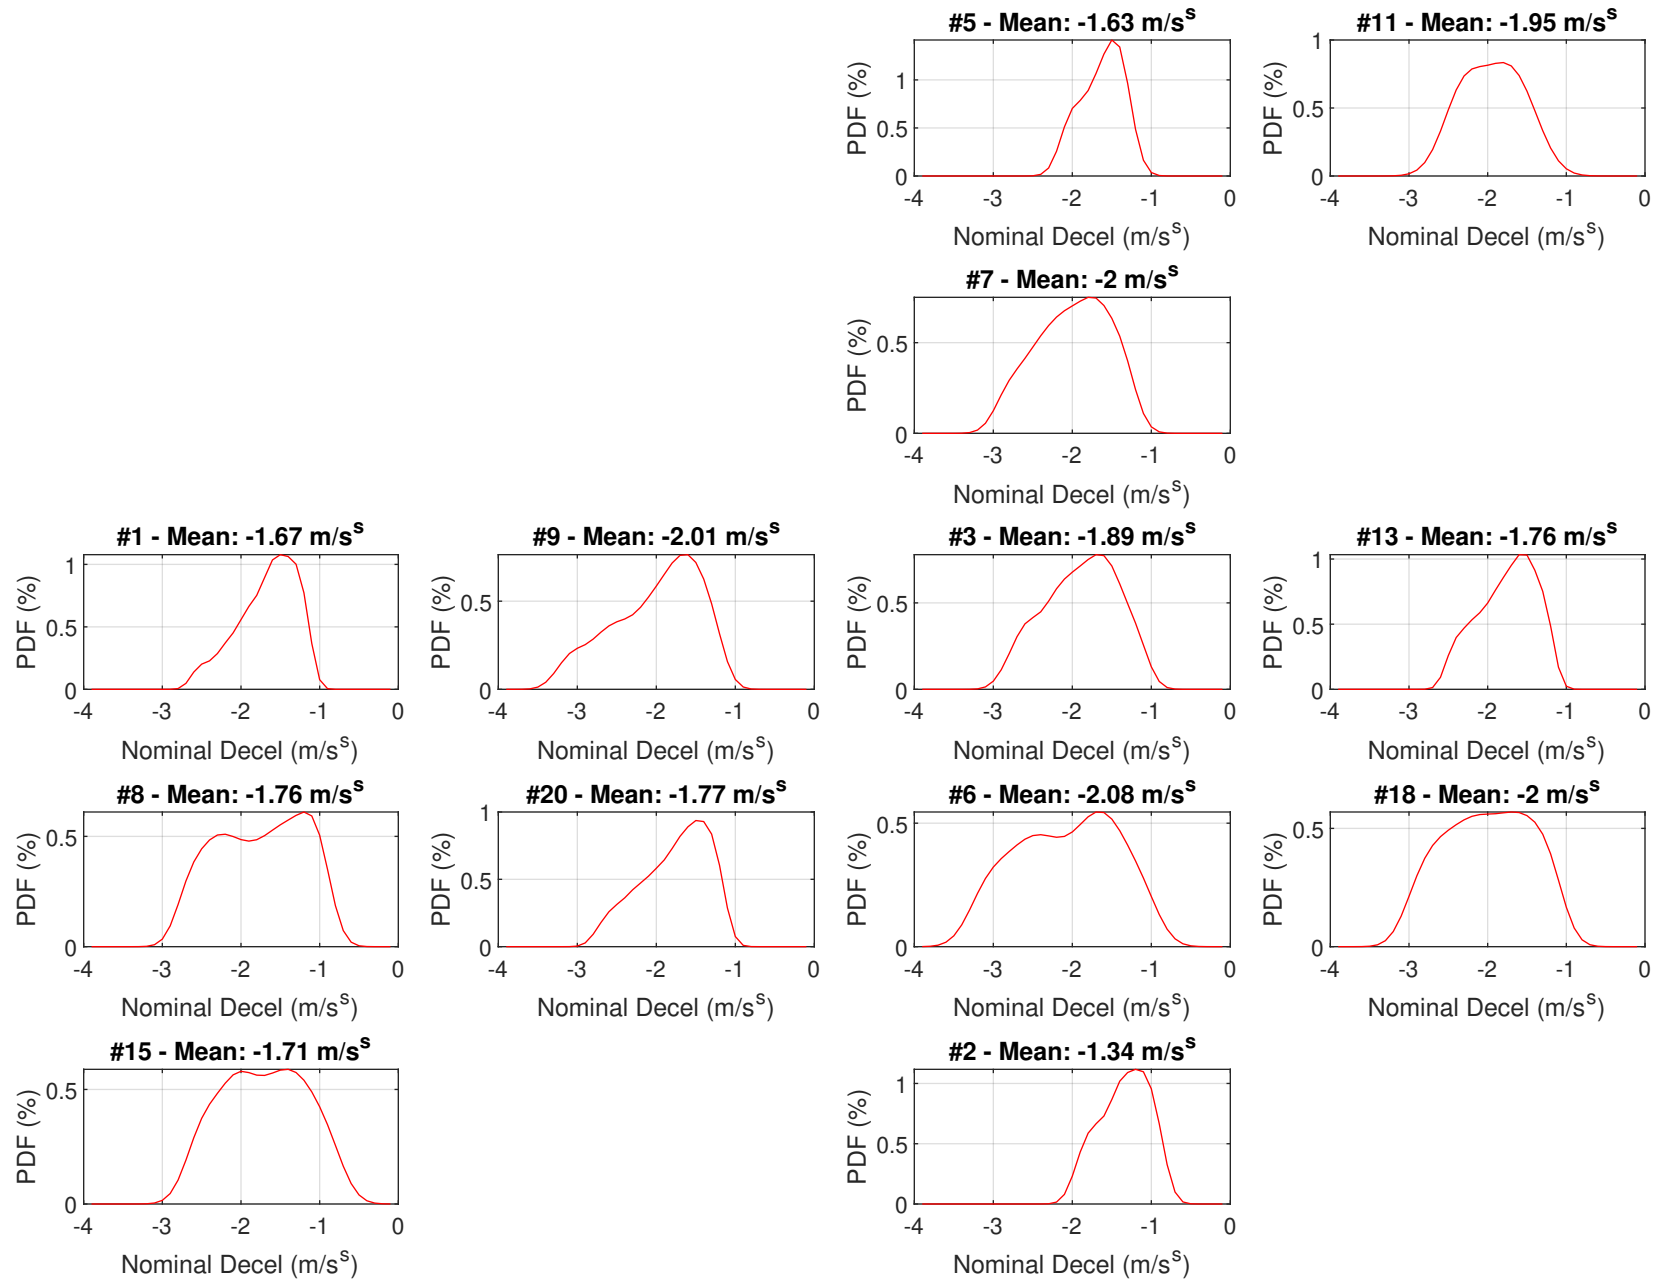 #5 - Mean: -1.63 m/s^s
PDF (%)
1
0.5
0
-4 -3 -2 -1 0
Nominal Decel (m/s^s)
#11 - Mean: -1.95 m/s^s
PDF (%)
1
0.5
0
-4 -3 -2 -1 0
Nominal Decel (m/s^s)
#7 - Mean: -2 m/s^s
PDF (%)
0.5
0
-4 -3 -2 -1 0
Nominal Decel (m/s^s)
#1 - Mean: -1.67 m/s^s
PDF (%)
1
0.5
0
-4 -3 -2 -1 0
Nominal Decel (m/s^s)
#9 - Mean: -2.01 m/s^s
PDF (%)
0.5
0
-4 -3 -2 -1 0
Nominal Decel (m/s^s)
#3 - Mean: -1.89 m/s^s
PDF (%)
0.5
0
-4 -3 -2 -1 0
Nominal Decel (m/s^s)
#13 - Mean: -1.76 m/s^s
PDF (%)
1
0.5
0
-4 -3 -2 -1 0
Nominal Decel (m/s^s)
#8 - Mean: -1.76 m/s^s
PDF (%)
0.5
0
-4 -3 -2 -1 0
Nominal Decel (m/s^s)
#20 - Mean: -1.77 m/s^s
PDF (%)
1
0.5
0
-4 -3 -2 -1 0
Nominal Decel (m/s^s)
#6 - Mean: -2.08 m/s^s
PDF (%)
0.5
0
-4 -3 -2 -1 0
Nominal Decel (m/s^s)
#18 - Mean: -2 m/s^s
PDF (%)
0.5
0
-4 -3 -2 -1 0
Nominal Decel (m/s^s)
#15 - Mean: -1.71 m/s^s
PDF (%)
0.5
0
-4 -3 -2 -1 0
Nominal Decel (m/s^s)
#2 - Mean: -1.34 m/s^s
PDF (%)
1
0.5
0
-4 -3 -2 -1 0
Nominal Decel (m/s^s)